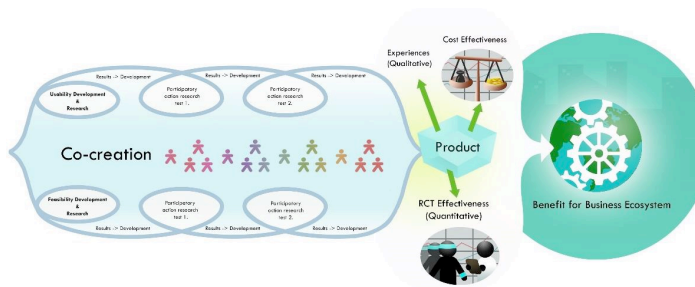 Results -> Development
Results -> Development
Results -> Development
Usability Development
&
Research
Participatory
action research
test 1.
Participatory
action research
test 2.
Co-creation
Feasibility Development
&
Research
Participatory
action research
test 1.
Participatory
action research
test 2.
Results -> Development
Results -> Development
Results -> Development
Experiences
(Qualitative)
Cost Effectiveness
Product
RCT Effectiveness
(Quantitative)
Benefit for Business Ecosystem